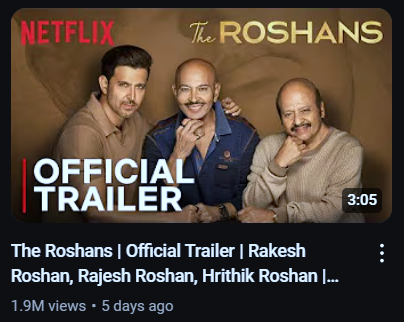 NETFLIX
The ROSHANS
OFFICIAL
TRAILER
3:05
The Roshans | Official Trailer | Rakesh
Roshan, Rajesh Roshan, Hrithik Roshan |...
1.9M views • 5 days ago